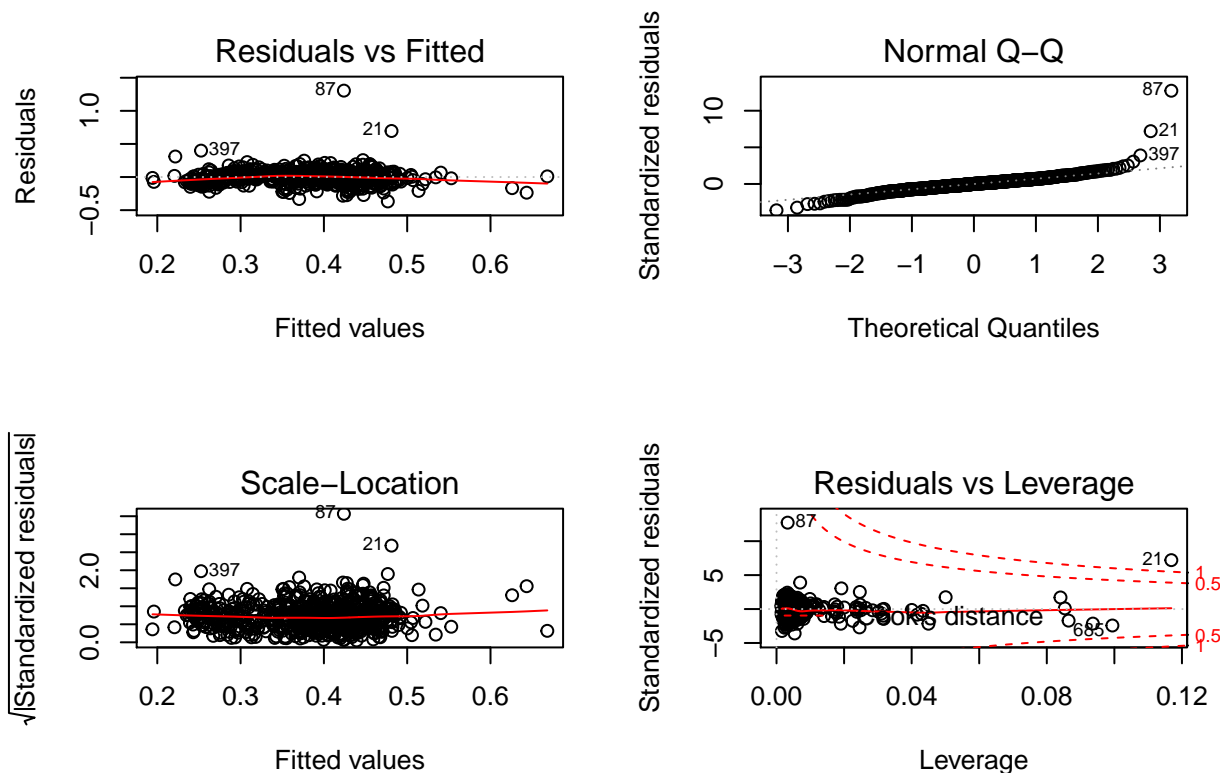 Residuals vs Fitted
Residuals
1.0
−0.5
87
21
397
0.2 0.3 0.4 0.5 0.6
Fitted values
Normal Q−Q
Standardized residuals
10
0
87
21
397
−3 −2 −1 0 1 2 3
Theoretical Quantiles
Scale−Location
√|Standardized residuals|
2.0
0.0
87
21
397
0.2 0.3 0.4 0.5 0.6
Fitted values
Residuals vs Leverage
Standardized residuals
5
−5
87
21
685
distance
1
0.5
0.5
1
0.00 0.04 0.08 0.12
Leverage